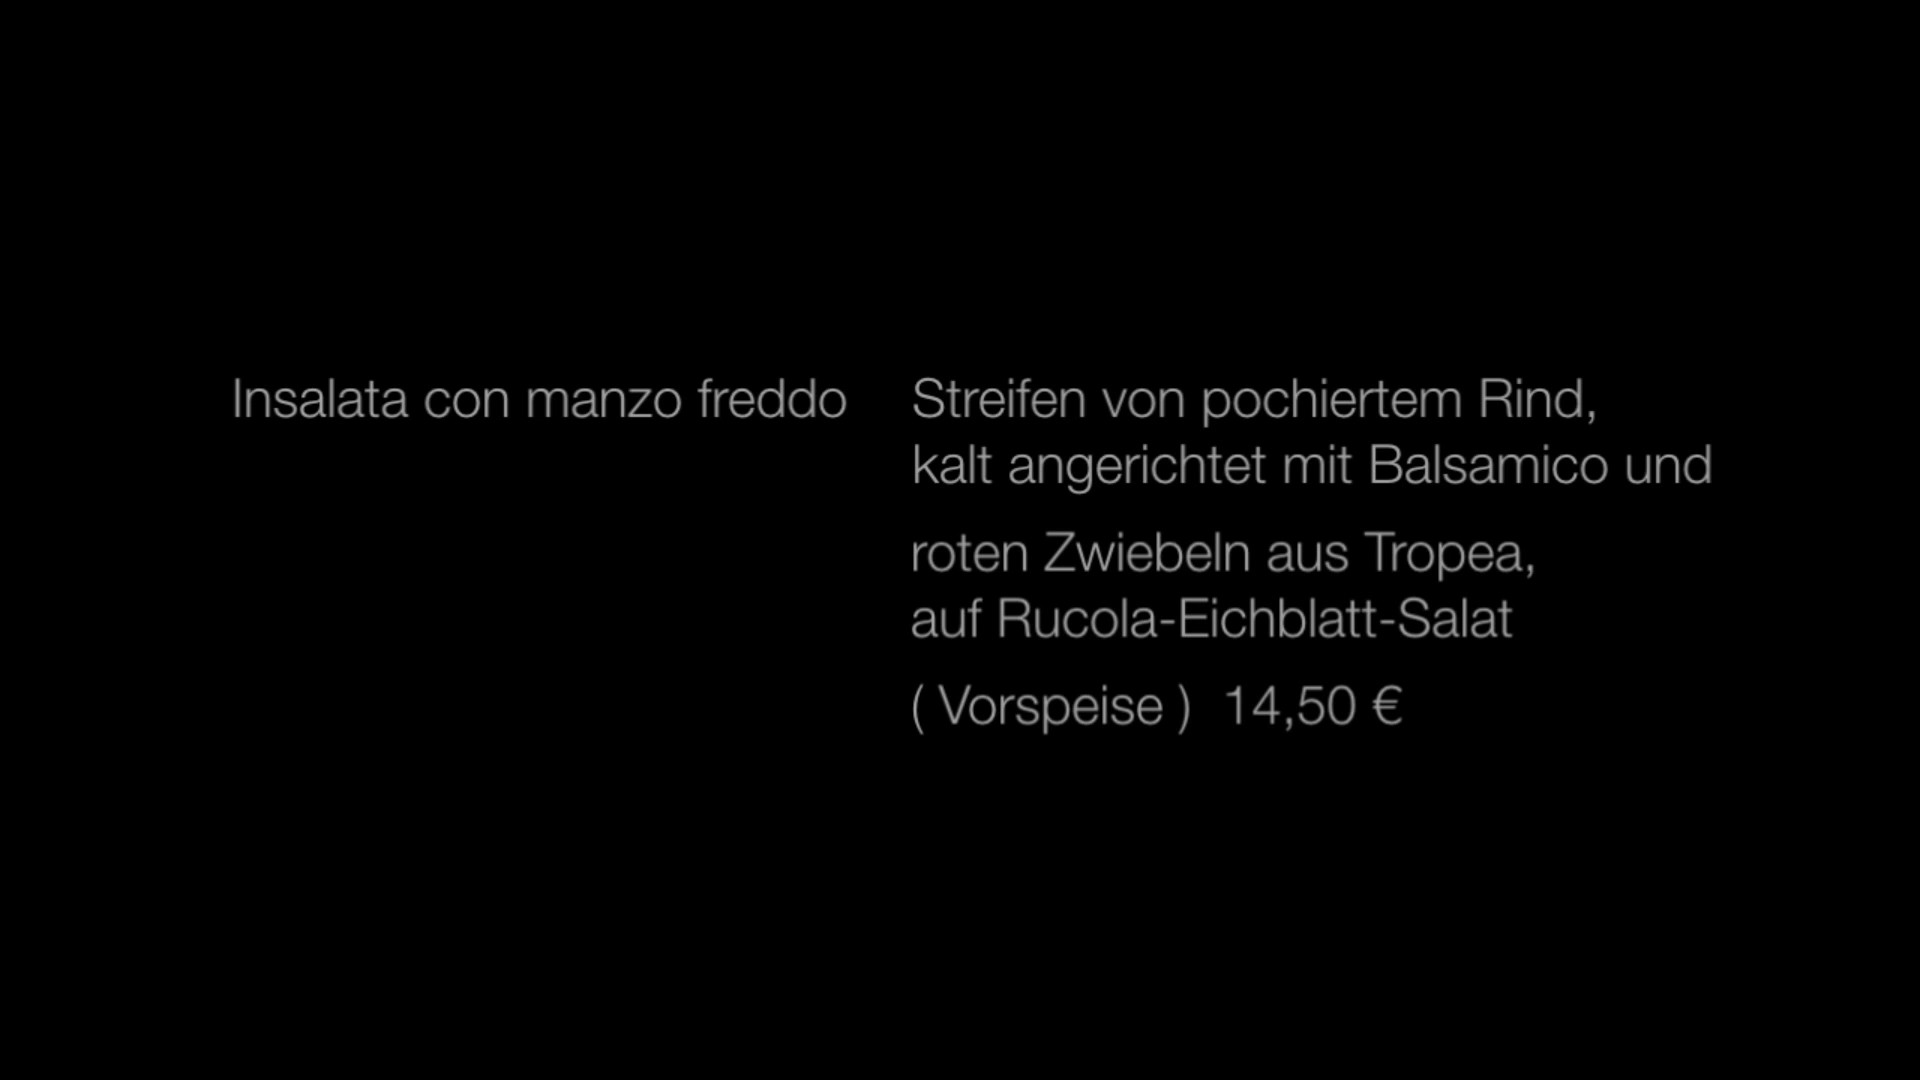 Insalata con manzo freddo
Streifen von pochiertem Rind,
kalt angerichtet mit Balsamico und
roten Zwiebeln aus Tropea,
auf Rucola-Eichblatt-Salat
( Vorspeise ) 14,50 €